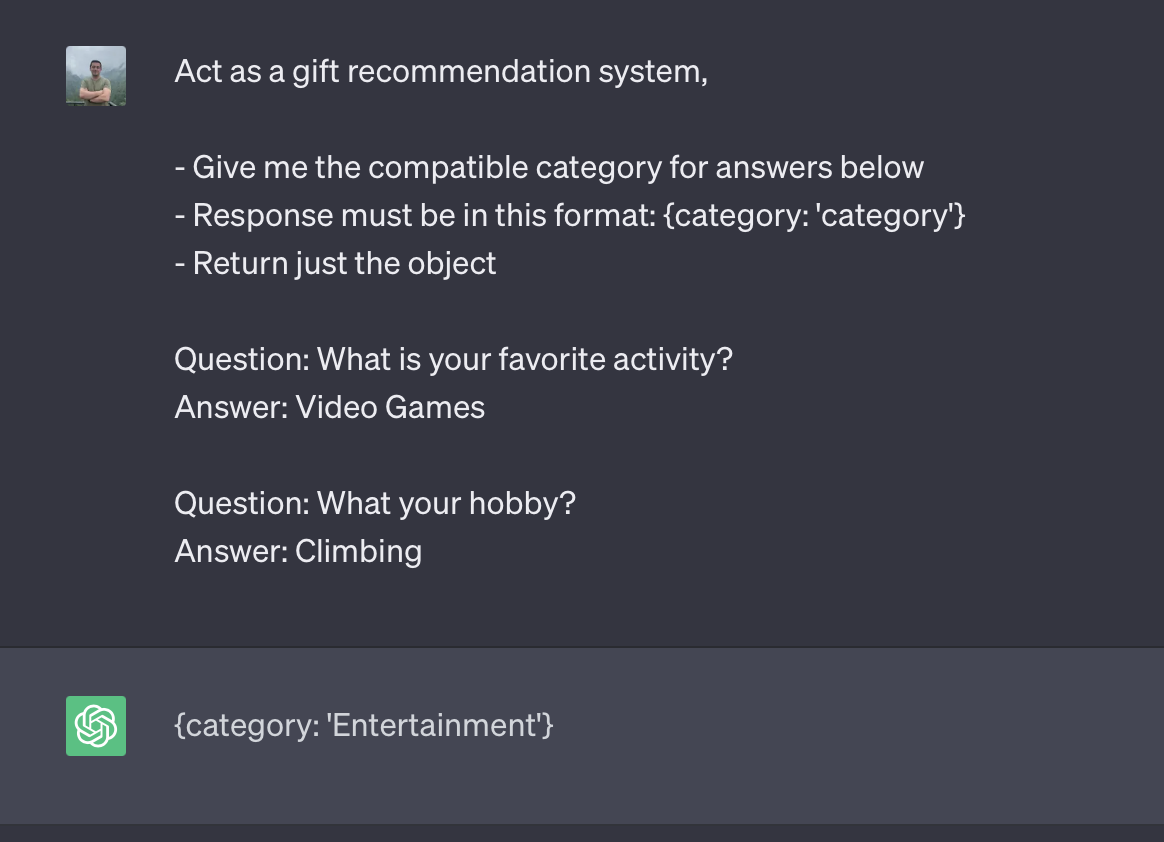 Act as a gift recommendation system,
- Give me the compatible category for answers below
- Response must be in this format: {category: 'category'}
- Return just the object
Question: What is your favorite activity?
Answer: Video Games
Question: What your hobby?
Answer: Climbing
{category: 'Entertainment'}